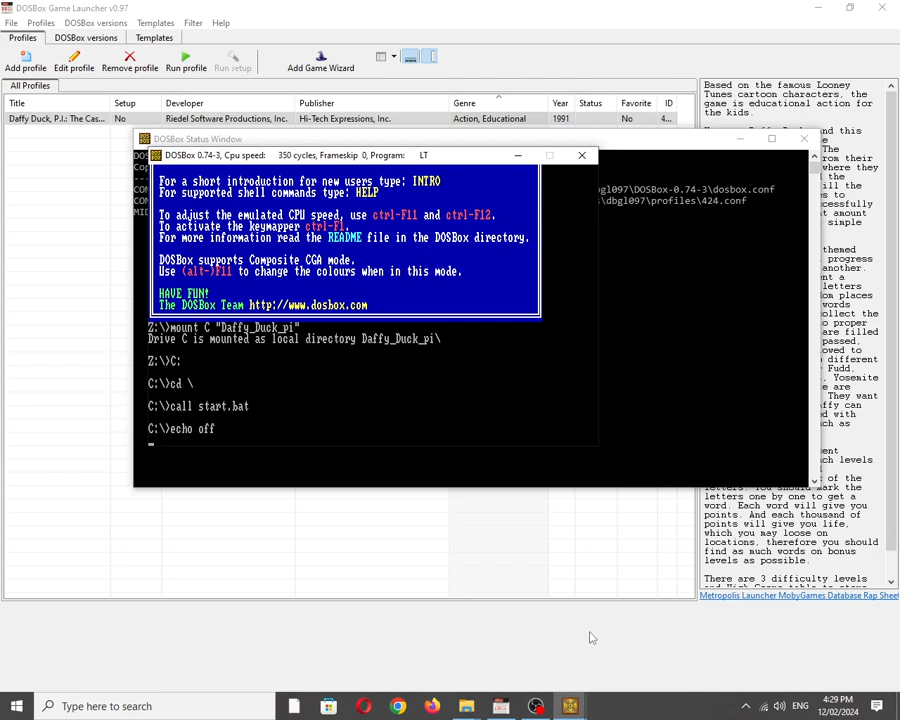 DOSBox Game Launcher v0.97
File Profiles DOSBox versions Templates Filter Help
Profiles DOSBox versions Templates
Add profile Edit profile Remove profile Run profile Run setup Add Game Wizard
All Profiles
Title Setup Developer Publisher Genre Year Status Favorite ID
Daffy Duck, P.I.: The Cas... No Riedel Software Productions, Inc. Hi-Tech Expressions, Inc. Action, Educational 1991 No 4...
DOSBox Status Window
\dbgl097\DOSBox-0.74-3\dosbox.conf
\dbgl097\profiles\424.conf
DOSBox 0.74-3, Cpu speed: 350 cycles, Frameskip 0, Program: LT
For a short introduction for new users type: INTRO
For supported shell commands type: HELP
To adjust the emulated CPU speed, use ctrl-F11 and ctrl-F12.
To activate the keymapper ctrl-F1.
For more information read the README file in the DOSBox directory.
DOSBox supports Composite CGA mode.
Use (alt-)F11 to change the colours when in this mode.
HAVE FUN!
The DOSBox Team http://www.dosbox.com
Z:\>mount C "Daffy_Duck_pi"
Drive C is mounted as local directory Daffy_Duck_pi\
Z:\>C:
C:\>cd \
C:\>call start.bat
C:\>echo off
Based on the famous Looney
Tunes cartoon characters, the
game is educational action for
the kids.
letters. You should mark the
letters one by one to get a
word. Each word will give you
points. And each thousand of
points will give you life,
which you may loose on
locations, therefore you should
find as much words on bonus
levels as possible.
There are 3 difficulty levels
Metropolis Launcher MobyGames Database Rap Sheet
Type here to search
ENG
4:29 PM
12/02/2024